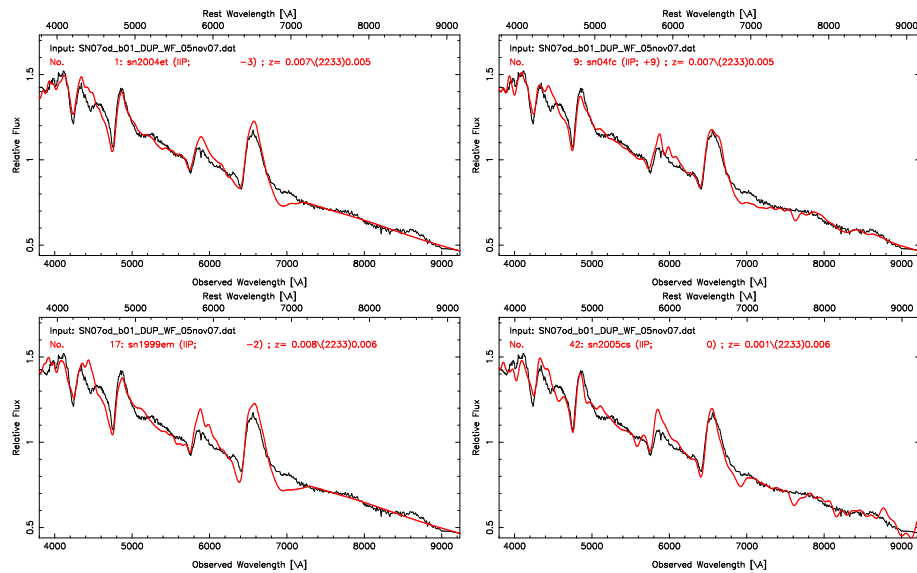 Rest Wavelength [\A]
4000 5000 6000 7000 8000 9000
Input: SN07od_b01_DUP_WF_05nov07.dat
No. 1: sn2004et (IIP; -3) ; z= 0.007\(2233)0.005
Relative Flux
0.5 1 1.5
4000 5000 6000 7000 8000 9000
Observed Wavelength [\A]
Rest Wavelength [\A]
4000 5000 6000 7000 8000 9000
Input: SN07od_b01_DUP_WF_05nov07.dat
No. 9: sn04fc (IIP; +9) ; z= 0.007\(2233)0.005
Relative Flux
0.5 1 1.5
4000 5000 6000 7000 8000 9000
Observed Wavelength [\A]
Rest Wavelength [\A]
4000 5000 6000 7000 8000 9000
Input: SN07od_b01_DUP_WF_05nov07.dat
No. 17: sn1999em (IIP; -2) ; z= 0.008\(2233)0.006
Relative Flux
0.5 1 1.5
4000 5000 6000 7000 8000 9000
Observed Wavelength [\A]
Rest Wavelength [\A]
4000 5000 6000 7000 8000 9000
Input: SN07od_b01_DUP_WF_05nov07.dat
No. 42: sn2005cs (IIP; 0) ; z= 0.001\(2233)0.006
Relative Flux
0.5 1 1.5
4000 5000 6000 7000 8000 9000
Observed Wavelength [\A]